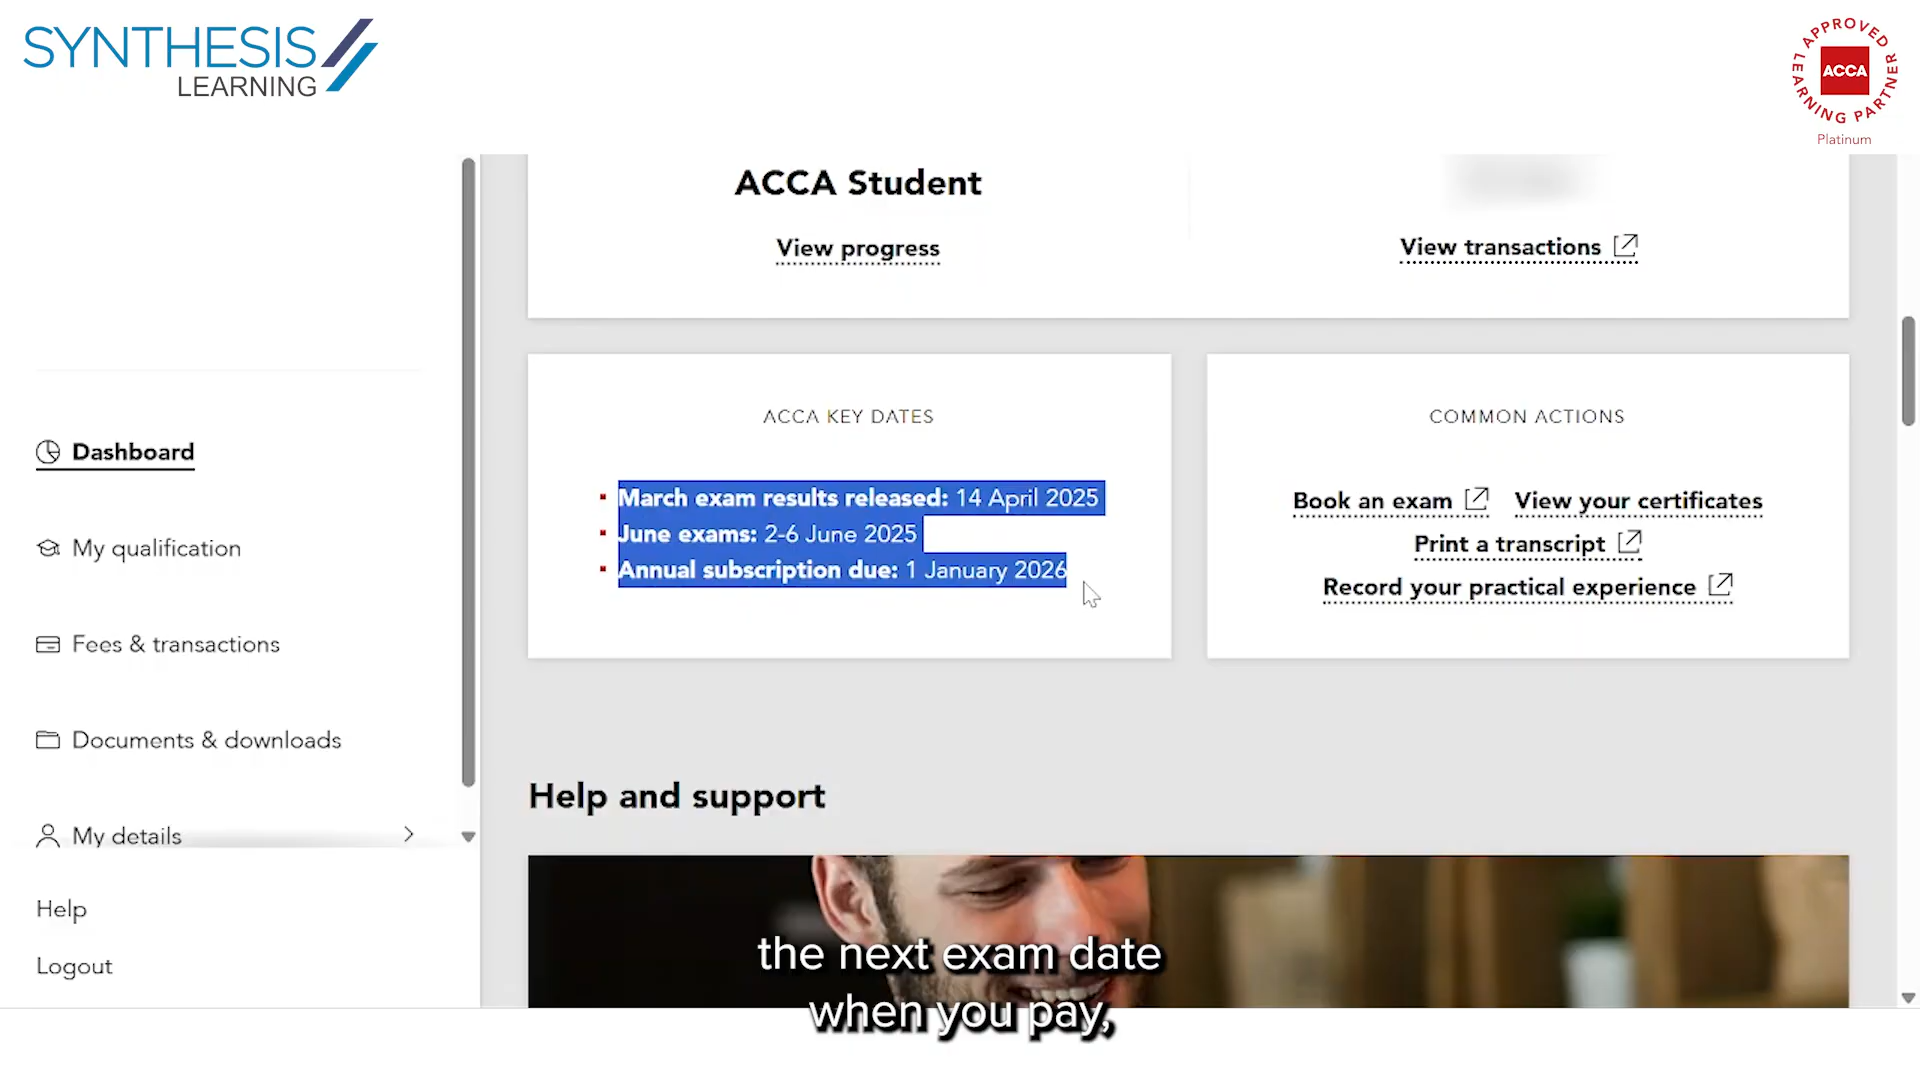 SYNTHESIS
LEARNING
APPROVED
ACCA
LEARNING PARTNER
Platinum
ACCA Student
View progress
View transactions
Dashboard
My qualification
Fees & transactions
Documents & downloads
My details
Help
Logout
ACCA KEY DATES
March exam results released: 14 April 2025
June exams: 2-6 June 2025
Annual subscription due: 1 January 2026
COMMON ACTIONS
Book an exam View your certificates
Print a transcript
Record your practical experience
Help and support
the next exam date
when you pay,